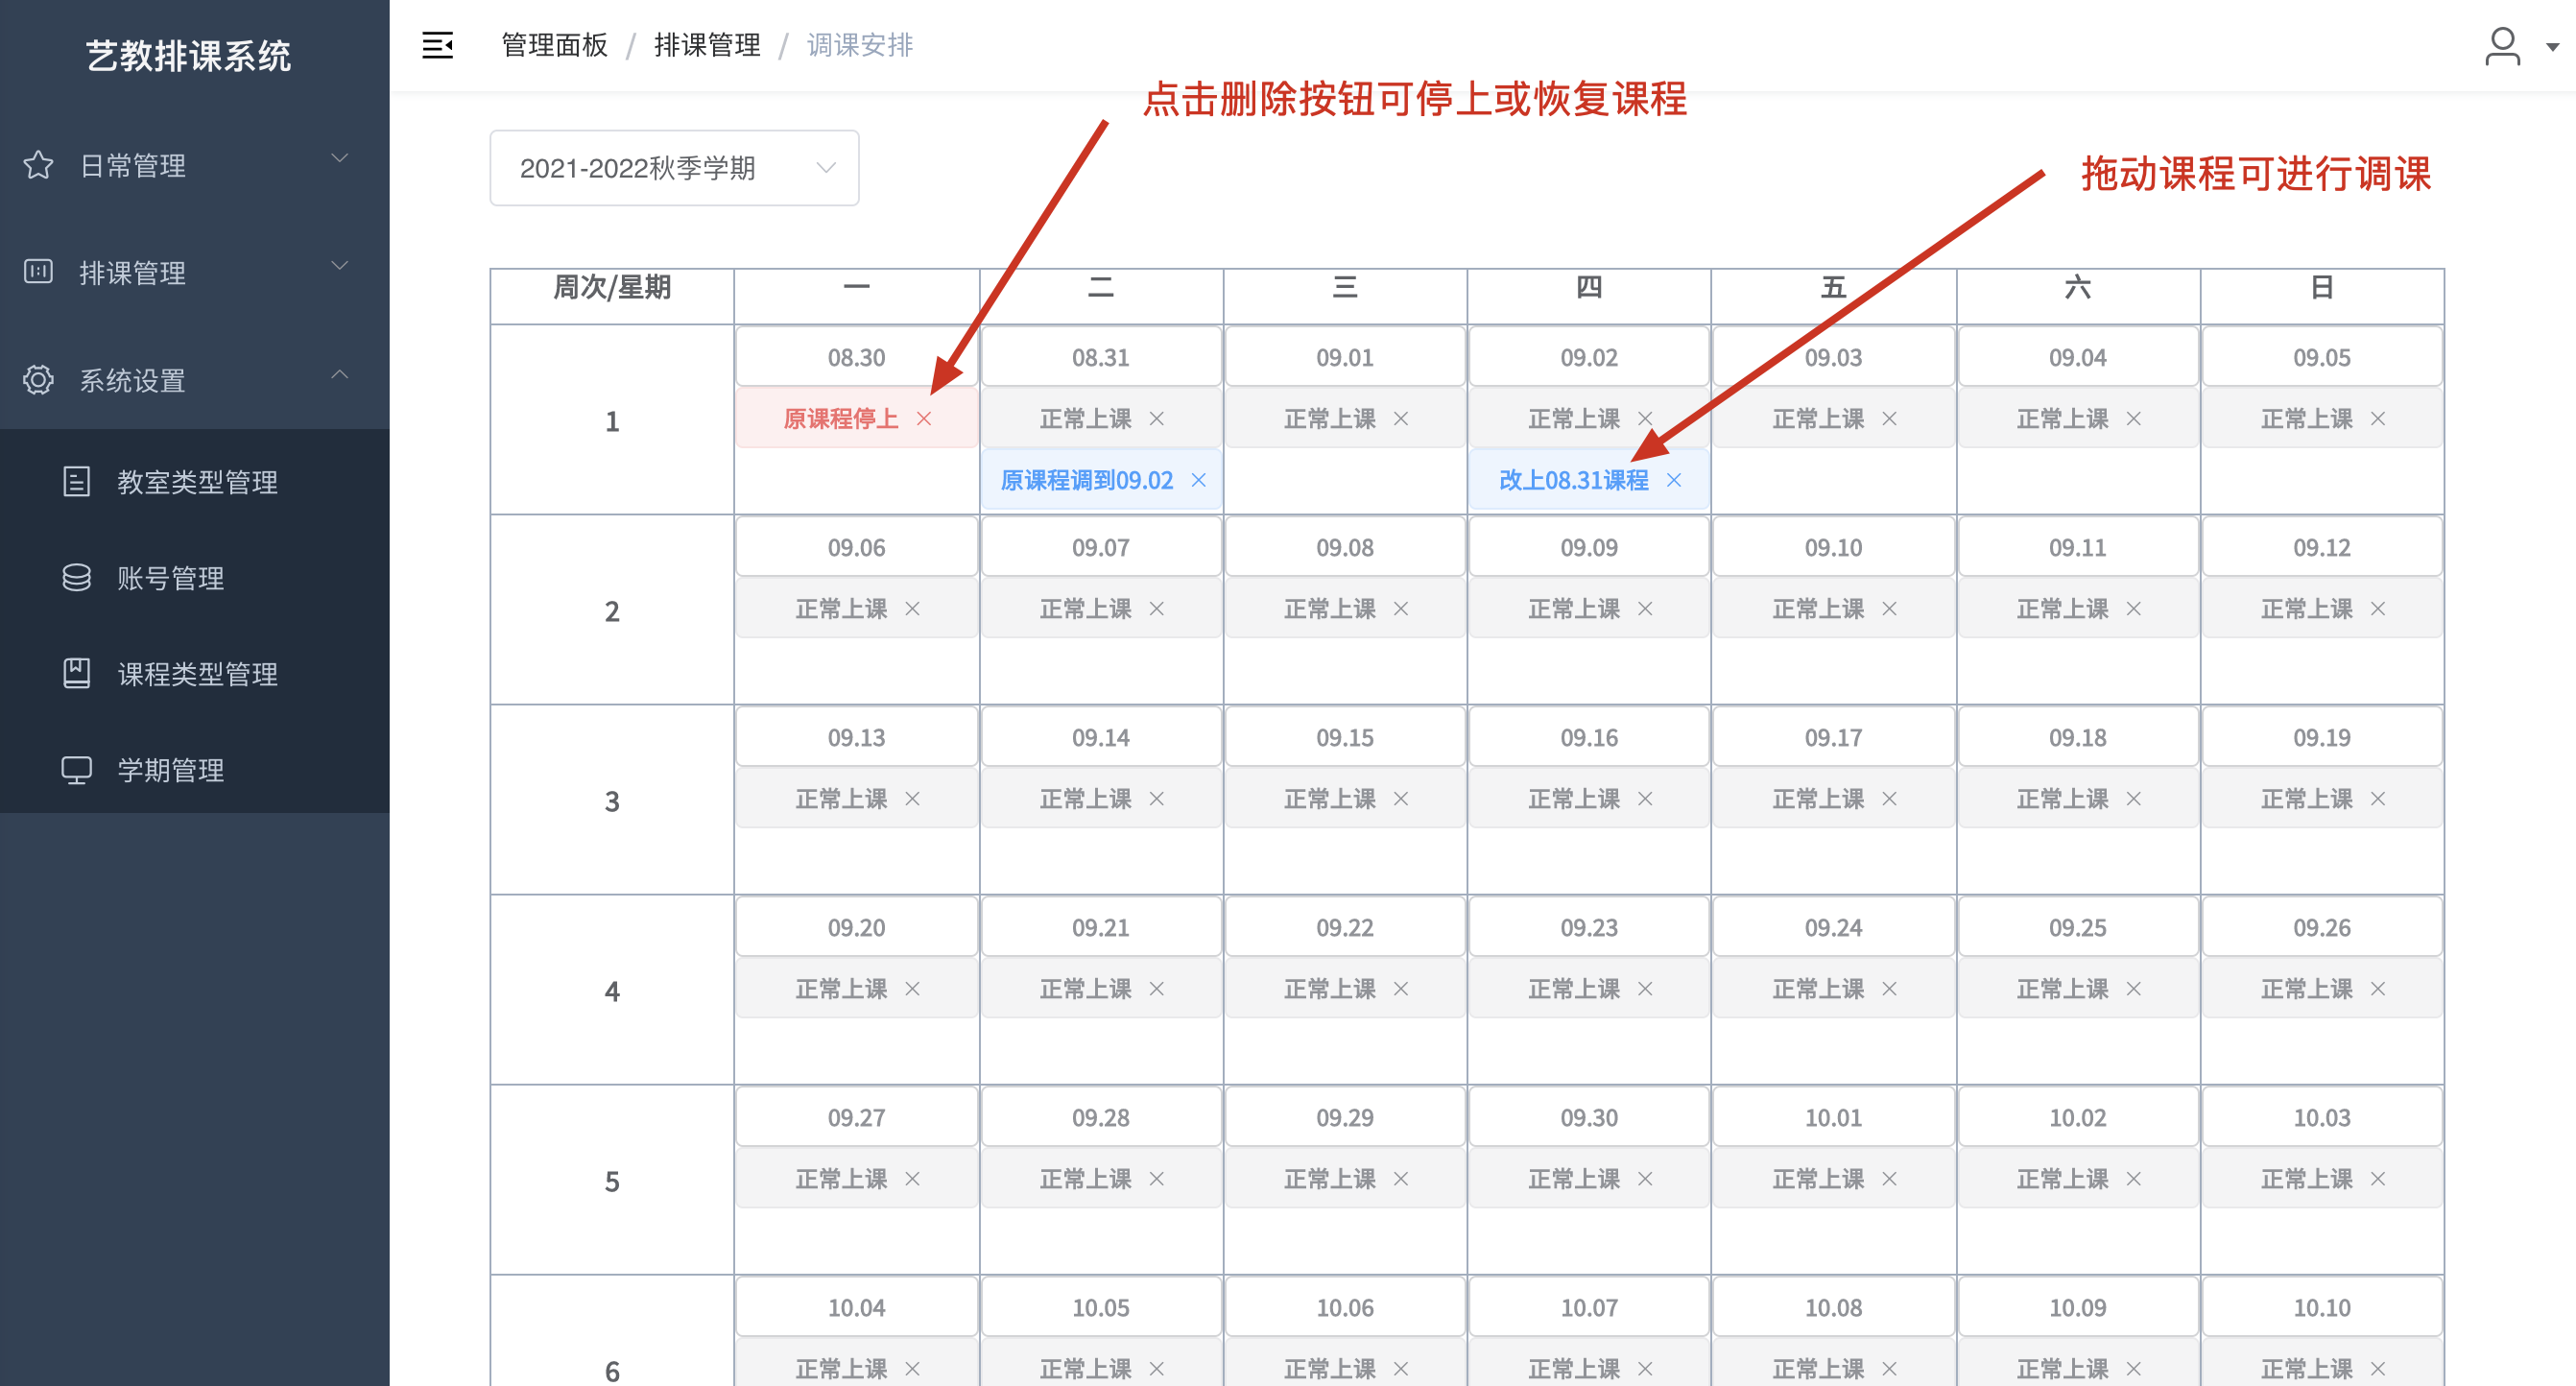 艺教排课系统
日常管理
排课管理
系统设置
教室类型管理
账号管理
课程类型管理
学期管理
管理面板 / 排课管理 / 调课安排
点击删除按钮可停上或恢复课程
2021-2022秋季学期
拖动课程可进行调课
周次/星期 一 二 三 四 五 六 日
08.30 08.31 09.01 09.02 09.03 09.04 09.05
1 原课程停上 正常上课 正常上课 正常上课 正常上课 正常上课 正常上课
原课程调到09.02 改上08.31课程
09.06 09.07 09.08 09.09 09.10 09.11 09.12
2 正常上课 正常上课 正常上课 正常上课 正常上课 正常上课 正常上课
09.13 09.14 09.15 09.16 09.17 09.18 09.19
3 正常上课 正常上课 正常上课 正常上课 正常上课 正常上课 正常上课
09.20 09.21 09.22 09.23 09.24 09.25 09.26
4 正常上课 正常上课 正常上课 正常上课 正常上课 正常上课 正常上课
09.27 09.28 09.29 09.30 10.01 10.02 10.03
5 正常上课 正常上课 正常上课 正常上课 正常上课 正常上课 正常上课
10.04 10.05 10.06 10.07 10.08 10.09 10.10
6 正常上课 正常上课 正常上课 正常上课 正常上课 正常上课 正常上课